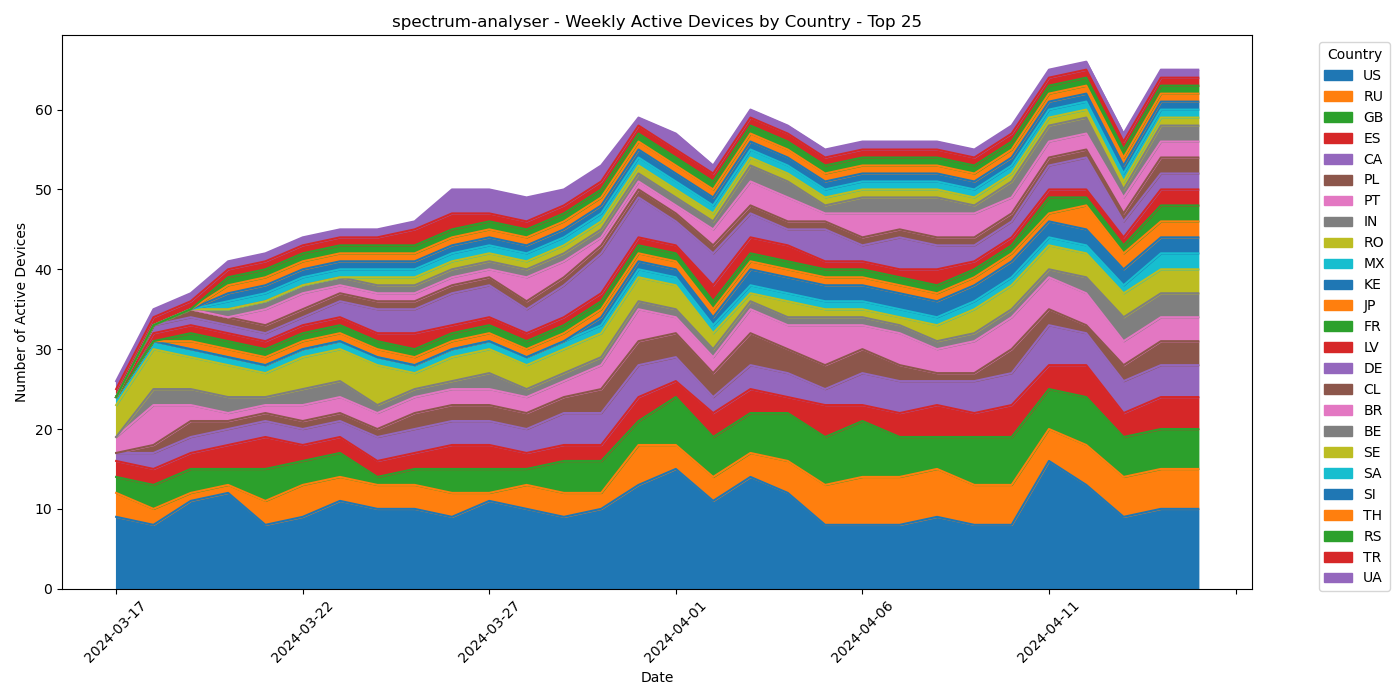 spectrum-analyser - Weekly Active Devices by Country - Top 25
Number of Active Devices
60
50
40
30
20
10
0
2024-03-17
2024-03-22
2024-03-27
2024-04-01
2024-04-06
2024-04-11
Date
Country
US
RU
GB
ES
CA
PL
PT
IN
RO
MX
KE
JP
FR
LV
DE
CL
BR
BE
SE
SA
SI
TH
RS
TR
UA